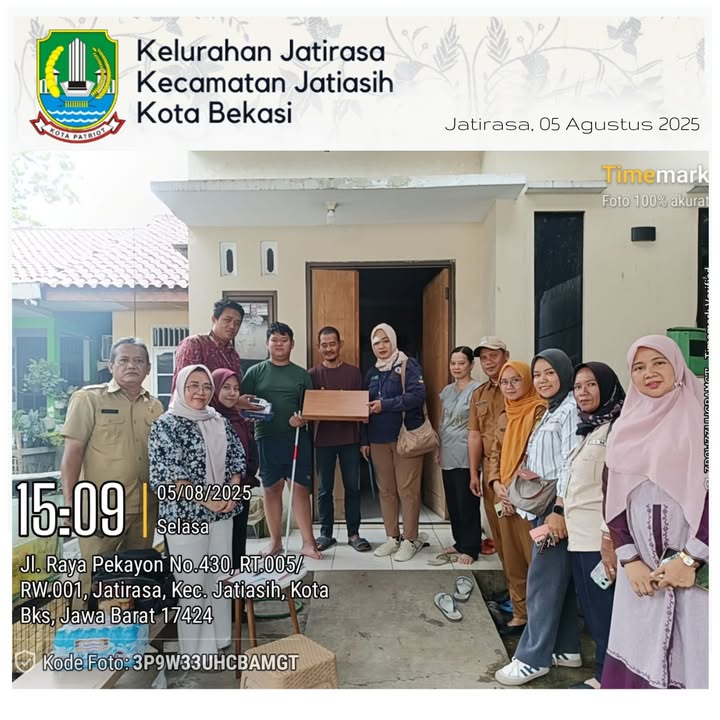 Kelurahan Jatirasa
Kecamatan Jatiasih
Kota Bekasi
KOTA PATRIOT
Jatirasa, 05 Agustus 2025
Timemark
Foto 100% akurat
15:09
05/08/2025
Selasa
Jl. Raya Pekayon No.430, RT.005/
RW.001, Jatirasa, Kec. Jatiasih, Kota
Bks, Jawa Barat 17424
Kode Foto: 3P9W33UHCBAMGT